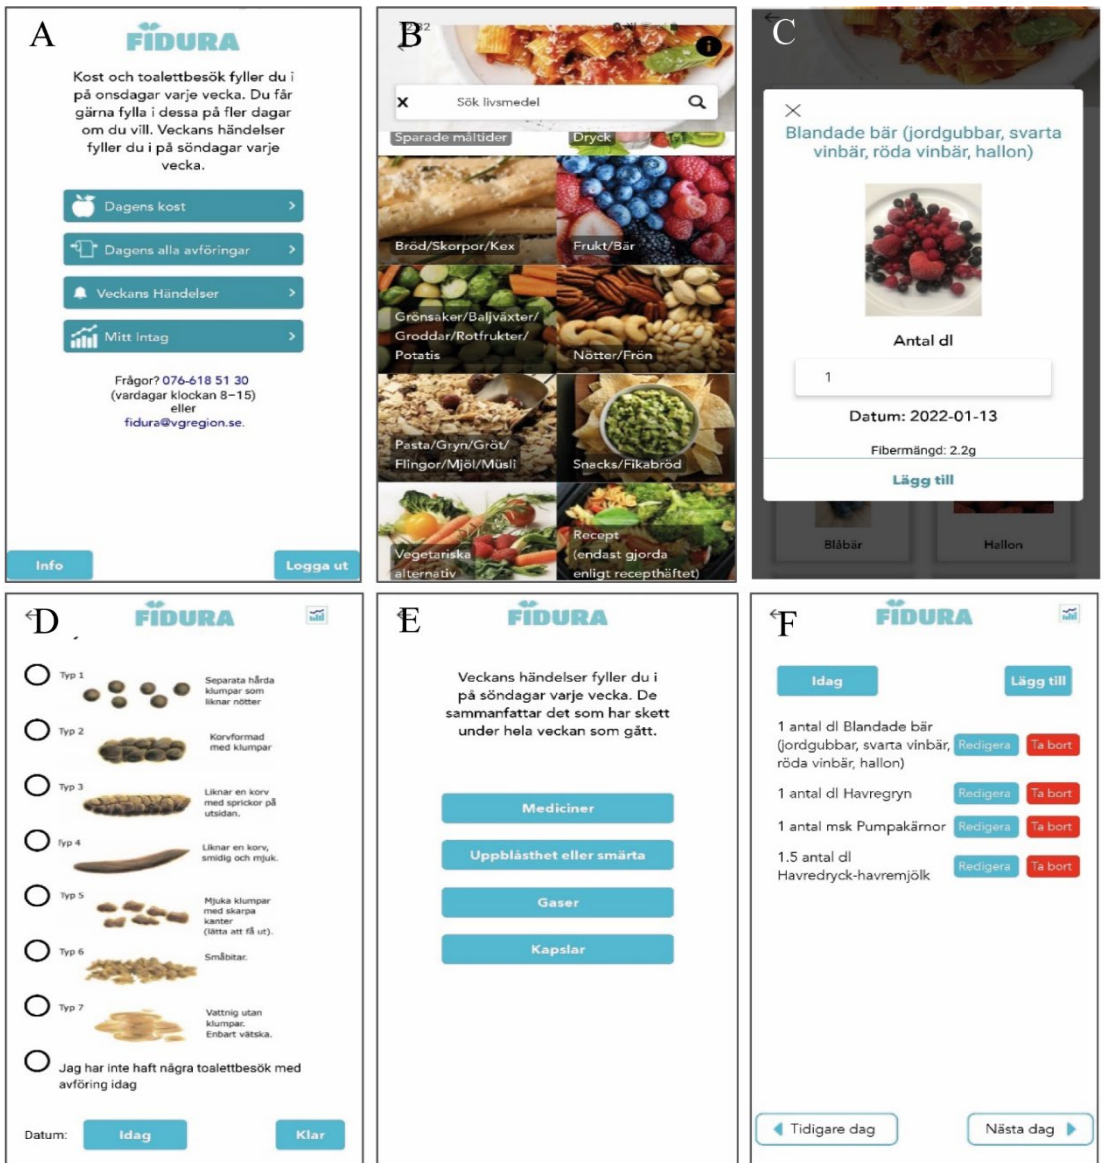 A
FIDURA
Kost och toalettbesök fyller du i
på onsdagar varje vecka. Du får
gärna fylla i dessa på fler dagar
om du vill. Veckans händelser
fyller du i på söndagar varje
vecka.
Dagens kost
Dagens alla avföringar
Veckans Händelser
Mitt Intag
Frågor? 076-618 51 30
(vardagar klockan 8–15)
eller
fidura@vgregion.se.
Info
Logga ut
B
Sök livsmedel
Sparade måltider
Dryck
Bröd/Skorpor/Kex
Frukt/Bär
Grönsaker/Baljväxter/
Groddar/Rotfrukter/
Potatis
Nötter/Frön
Pasta/Gryn/Gröt/
Flingor/Mjöl/Müsli
Snacks/Fikabröd
Vegetariska
alternativ
Recept
(endast gjorda
enligt recepthäftet)
C
Blandade bär (jordgubbar, svarta
vinbär, röda vinbär, hallon)
Antal dl
1
Datum: 2022-01-13
Fibermängd: 2.2g
Lägg till
Blåbär
Hallon
D
FIDURA
Typ 1
Separata hårda
klumpar som
liknar nötter
Typ 2
Korvformad
med klumpar
Typ 3
Liknar en korv
med sprickor på
utsidan.
Typ 4
Liknar en korv,
smidig och mjuk.
Typ 5
Mjuka klumpar
med skarpa
kanter
(lätta att få ut).
Typ 6
Småbitar.
Typ 7
Vattnig utan
klumpar.
Enbart vätska.
Jag har inte haft några toalettbesök med
avföring idag
Datum:
Idag
Klar
E
FIDURA
Veckans händelser fyller du i
på söndagar varje vecka. De
sammanfattar det som har skett
under hela veckan som gått.
Mediciner
Uppblåsthet eller smärta
Gaser
Kapslar
F
FIDURA
Idag
Lägg till
1 antal dl Blandade bär
(jordgubbar, svarta vinbär,
röda vinbär, hallon)
Redigera
Ta bort
1 antal dl Havregryn
Redigera
Ta bort
1 antal msk Pumpakärnor
Redigera
Ta bort
1.5 antal dl
Havredryck-havremjölk
Redigera
Ta bort
Tidigare dag
Nästa dag